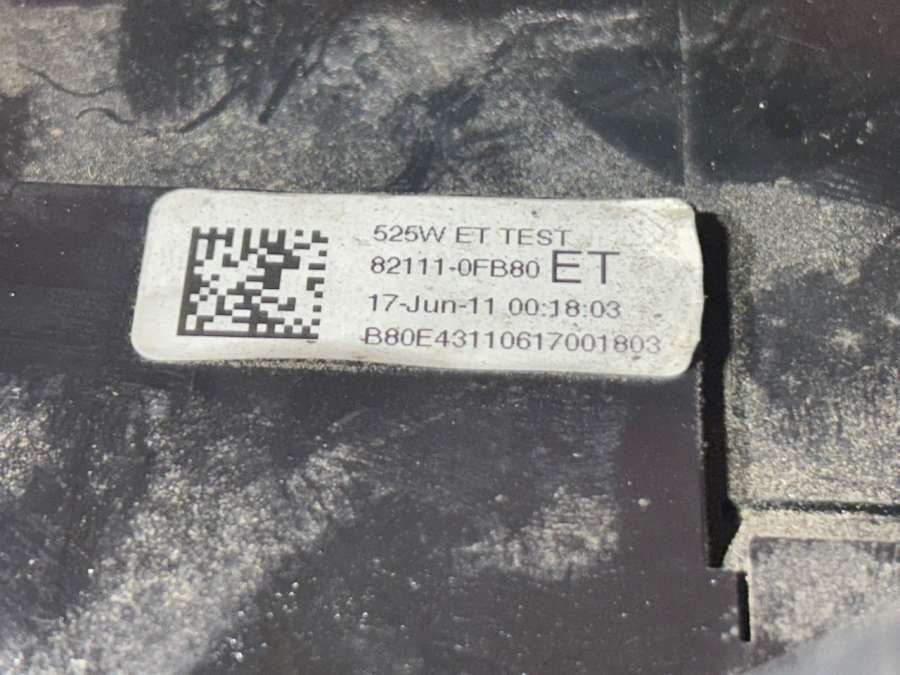 525W ET TEST
82111-0FB80 ET
17-Jun-11 00:18:03
B80E43110617001803